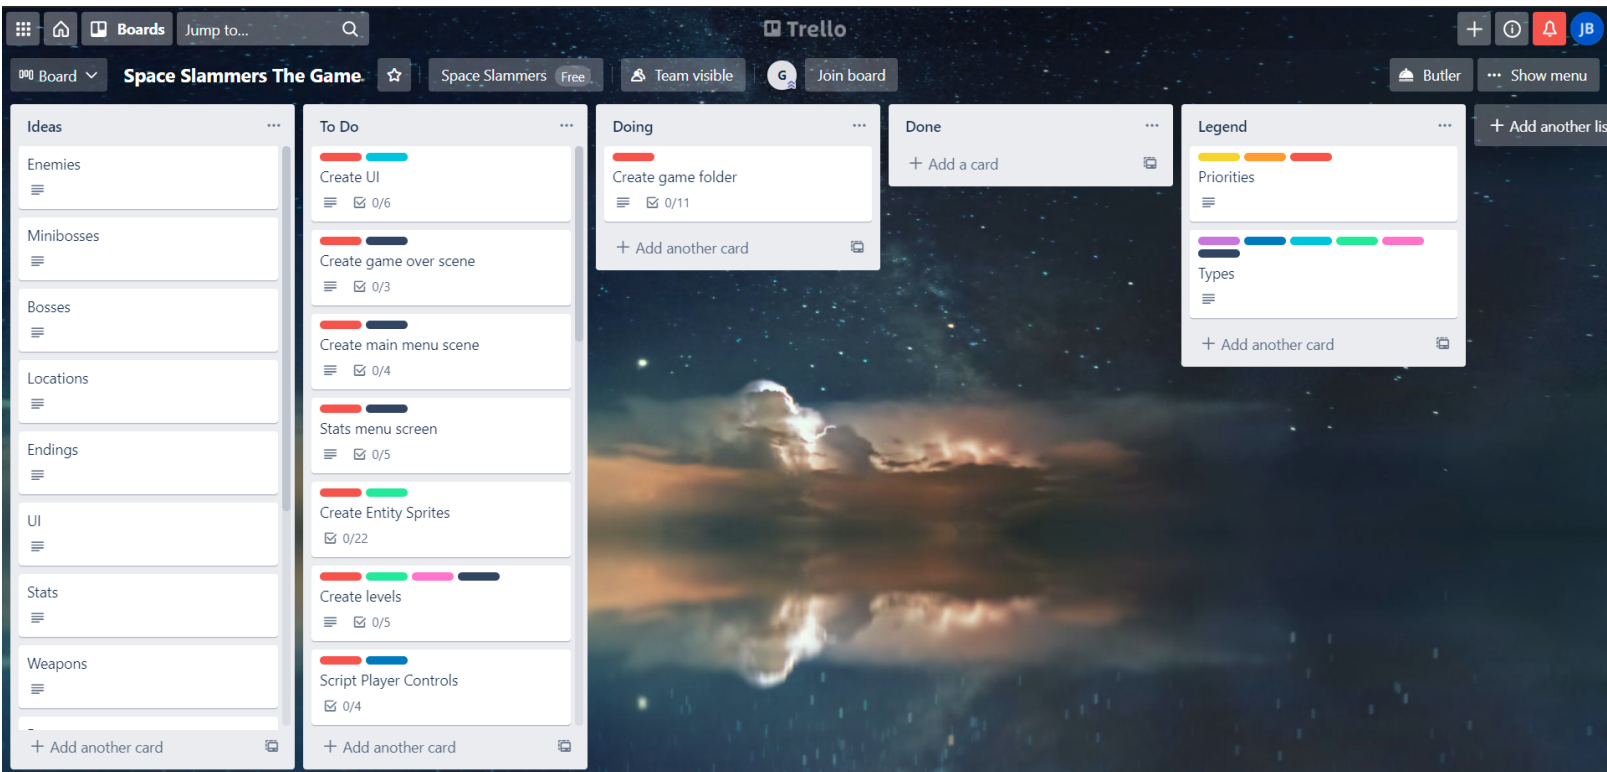 Boards
Jump to...
Trello
JB
Board
Space Slammers The Game
Space Slammers Free
Team visible
G
Join board
Butler
Show menu
Ideas
Enemies
Minibosses
Bosses
Locations
Endings
UI
Stats
Weapons
+ Add another card
To Do
Create UI
0/6
Create game over scene
0/3
Create main menu scene
0/4
Stats menu screen
0/5
Create Entity Sprites
0/22
Create levels
0/5
Script Player Controls
0/4
+ Add another card
Doing
Create game folder
0/11
+ Add another card
Done
+ Add a card
Legend
Priorities
Types
+ Add another card
+ Add another lis